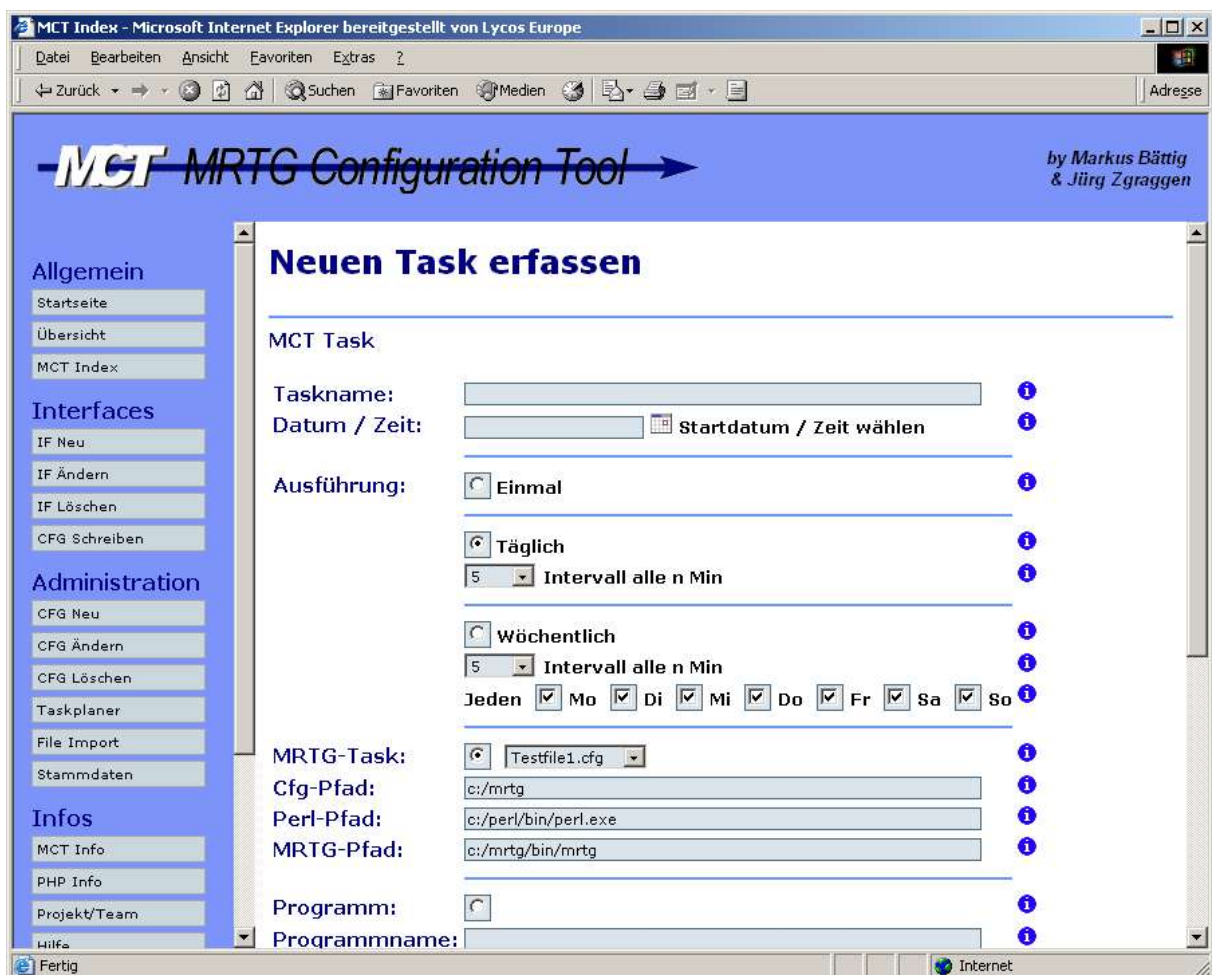 MCT Index - Microsoft Internet Explorer bereitgestellt von Lycos Europe
Datei Bearbeiten Ansicht Favoriten Extras ?
Zurück Suchen Favoriten Medien Adresse
MCT MRTG Configuration Tool
by Markus Bättig
& Jürg Zgraggen
Allgemein
Startseite
Übersicht
MCT Index
Interfaces
IF Neu
IF Ändern
IF Löschen
CFG Schreiben
Administration
CFG Neu
CFG Ändern
CFG Löschen
Taskplaner
File Import
Stammdaten
Infos
MCT Info
PHP Info
Projekt/Team
Hilfe
Neuen Task erfassen
MCT Task
Taskname:
Datum / Zeit: Startdatum / Zeit wählen
Ausführung: Einmal
Täglich
5 Intervall alle n Min
Wöchentlich
5 Intervall alle n Min
Jeden Mo Di Mi Do Fr Sa So
MRTG-Task: Testfile1.cfg
Cfg-Pfad: c:/mrtg
Perl-Pfad: c:/perl/bin/perl.exe
MRTG-Pfad: c:/mrtg/bin/mrtg
Programm:
Programmname:
Fertig Internet